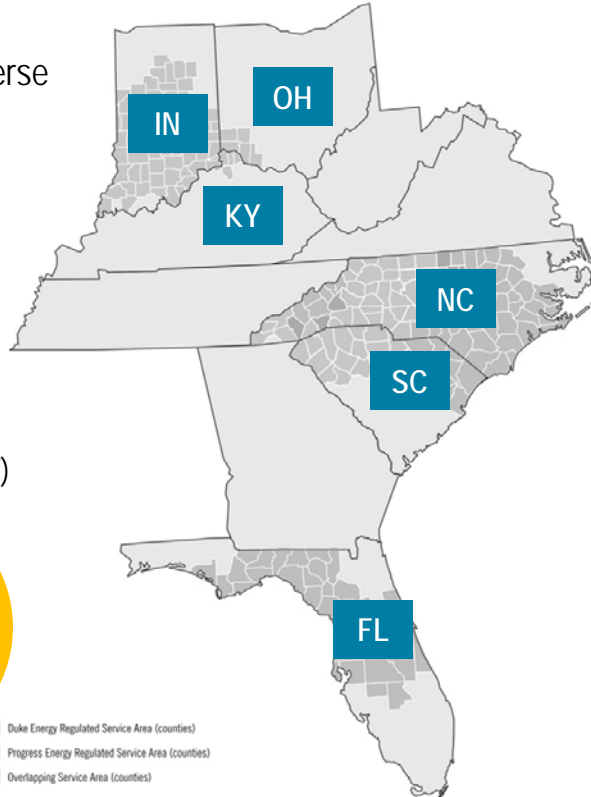 erse
OH
IN
KY
NC
SC
)
FL
Duke Energy Regulated Service Area (counties)
Progress Energy Regulated Service Area (counties)
Overlapping Service Area (counties)